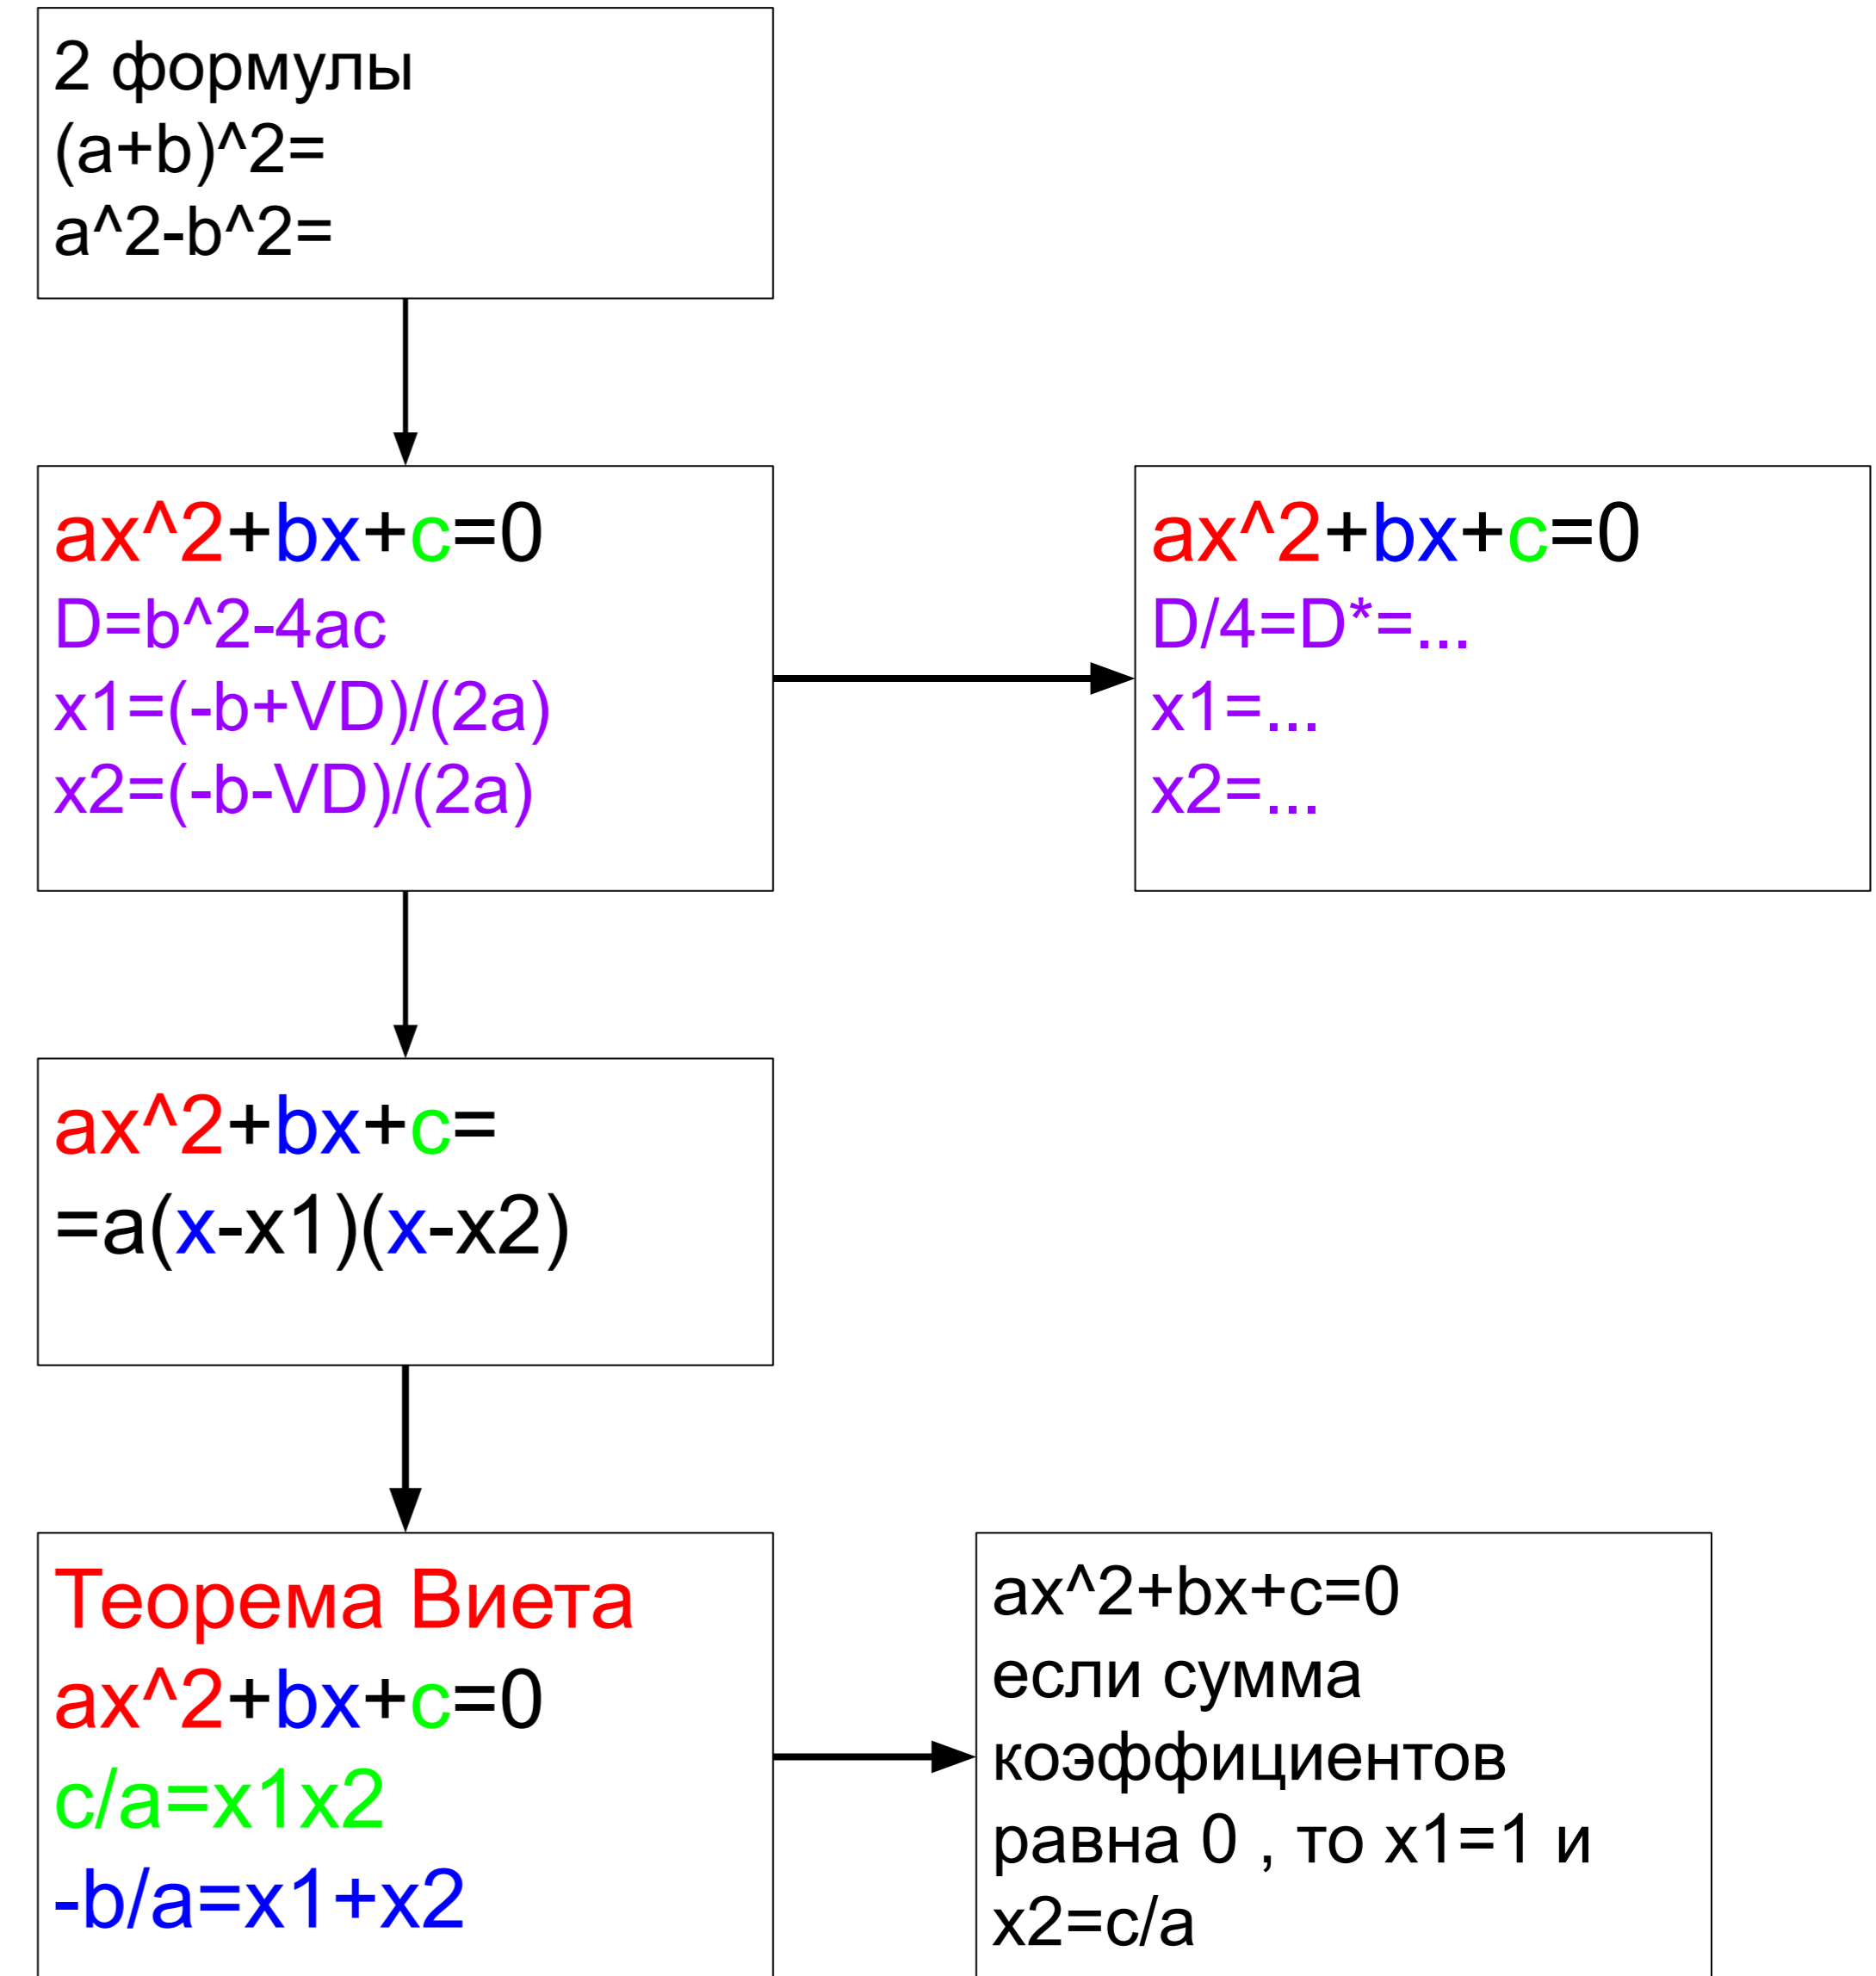 2 формулы
(a+b)^2=
a^2-b^2=
ax^2+bx+c=0
D=b^2-4ac
x1=(-b+VD)/(2a)
x2=(-b-VD)/(2a)
ax^2+bx+c=0
D/4=D*=...
x1=...
x2=...
ax^2+bx+c=
=a(x-x1)(x-x2)
Теорема Виета
ax^2+bx+c=0
c/a=x1x2
-b/a=x1+x2
ax^2+bx+c=0
если сумма
коэффициентов
равна 0 , то x1=1 и
x2=c/a